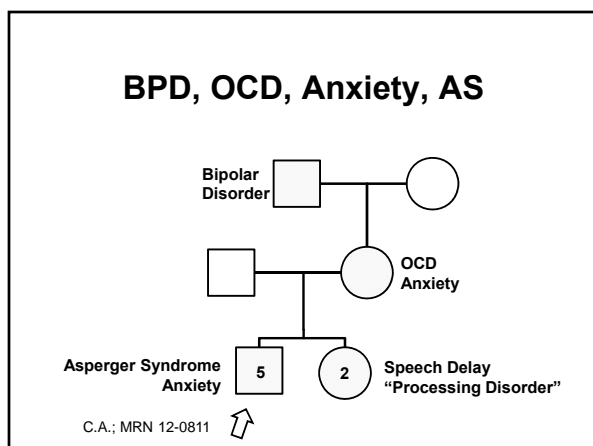 BPD, OCD, Anxiety, AS
Bipolar
Disorder
OCD
Anxiety
Asperger Syndrome
Anxiety
5
2
Speech Delay
“Processing Disorder”
C.A.; MRN 12-0811